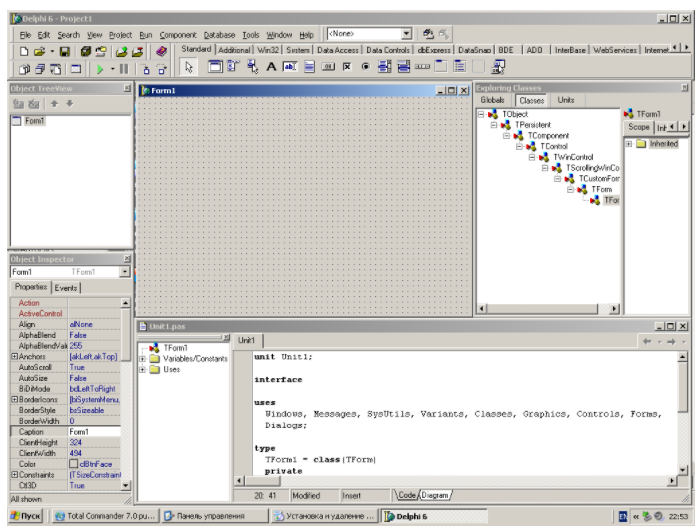 Delphi 6 - Project1
File Edit Search View Project Run Component Database Tools Window Help <None>
Standard Additional Win32 System Data Access Data Controls dbExpress DataSnap BDE ADO InterBase WebServices Internet
Object TreeView
Form1
Form1
Exploring Classes
Globals Classes Units
TObject
TPersistent
TComponent
TControl
TWinControl
TScrollingWinCo
TCustomForm
TForm
TFor
TForm1
Scope
Inherited
Object Inspector
Form1 TForm1
Properties Events
Action
ActiveControl
Align alNone
AlphaBlend False
AlphaBlendVal 255
Anchors [akLeft,akTop]
AutoScroll True
AutoSize False
BiDiMode bdLeftToRight
BorderIcons [biSystemMenu,
BorderStyle bsSizeable
BorderWidth 0
Caption Form1
ClientHeight 324
ClientWidth 494
Color clBtnFace
Constraints (TSizeConstraint
Ctl3D True
All shown
Unit1.pas
TForm1
Variables/Constants
Uses
Unit1
unit Unit1;
interface
uses
Windows, Messages, SysUtils, Variants, Classes, Graphics, Controls, Forms,
Dialogs;
type
TForm1 = class(TForm)
private
20: 41 Modified Insert Code Diagram
Пуск Total Commander 7.0 pu... Панель управления Установка и удаление ... Delphi 6 EN « 22:53